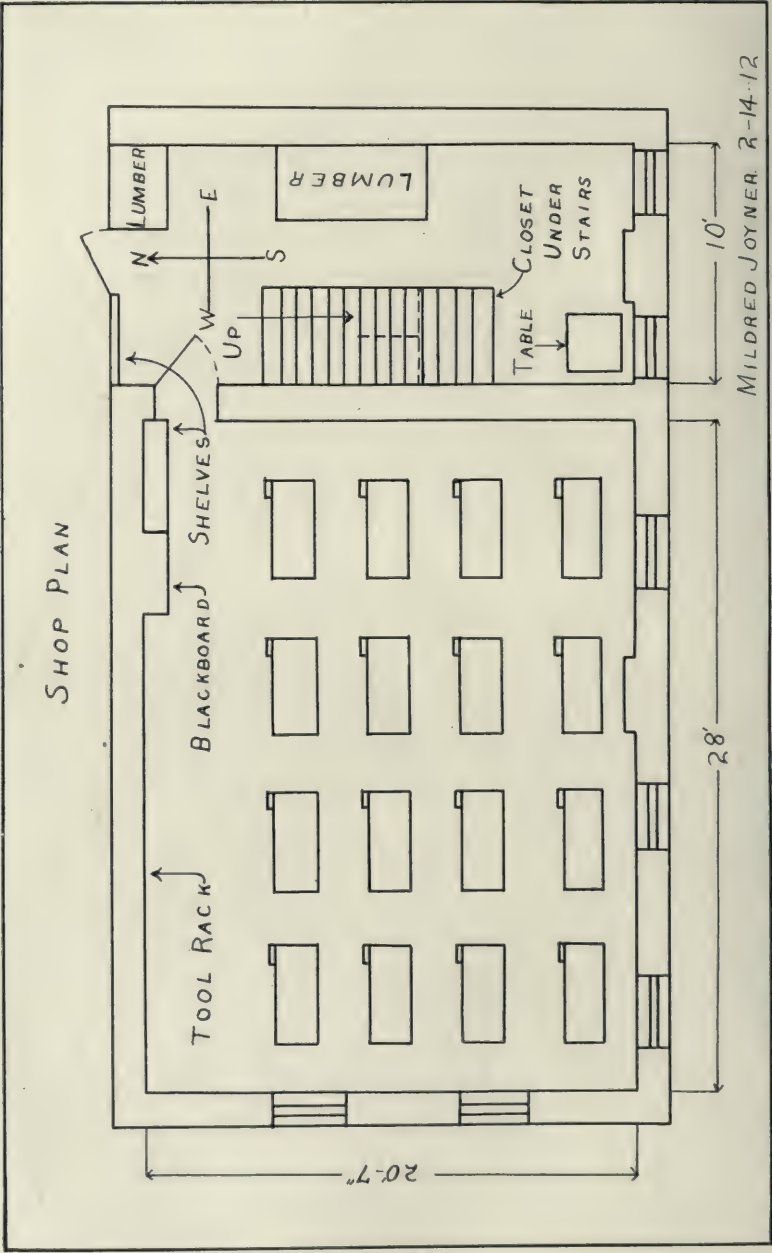 SHOP PLAN
LUMBER
N
E
W
S
LUMBER
UP
CLOSET
UNDER
STAIRS
TABLE
SHELVES
BLACKBOARD
TOOL RACK
20'-7"
28'
10'
MILDRED JOYNER 2-14-12